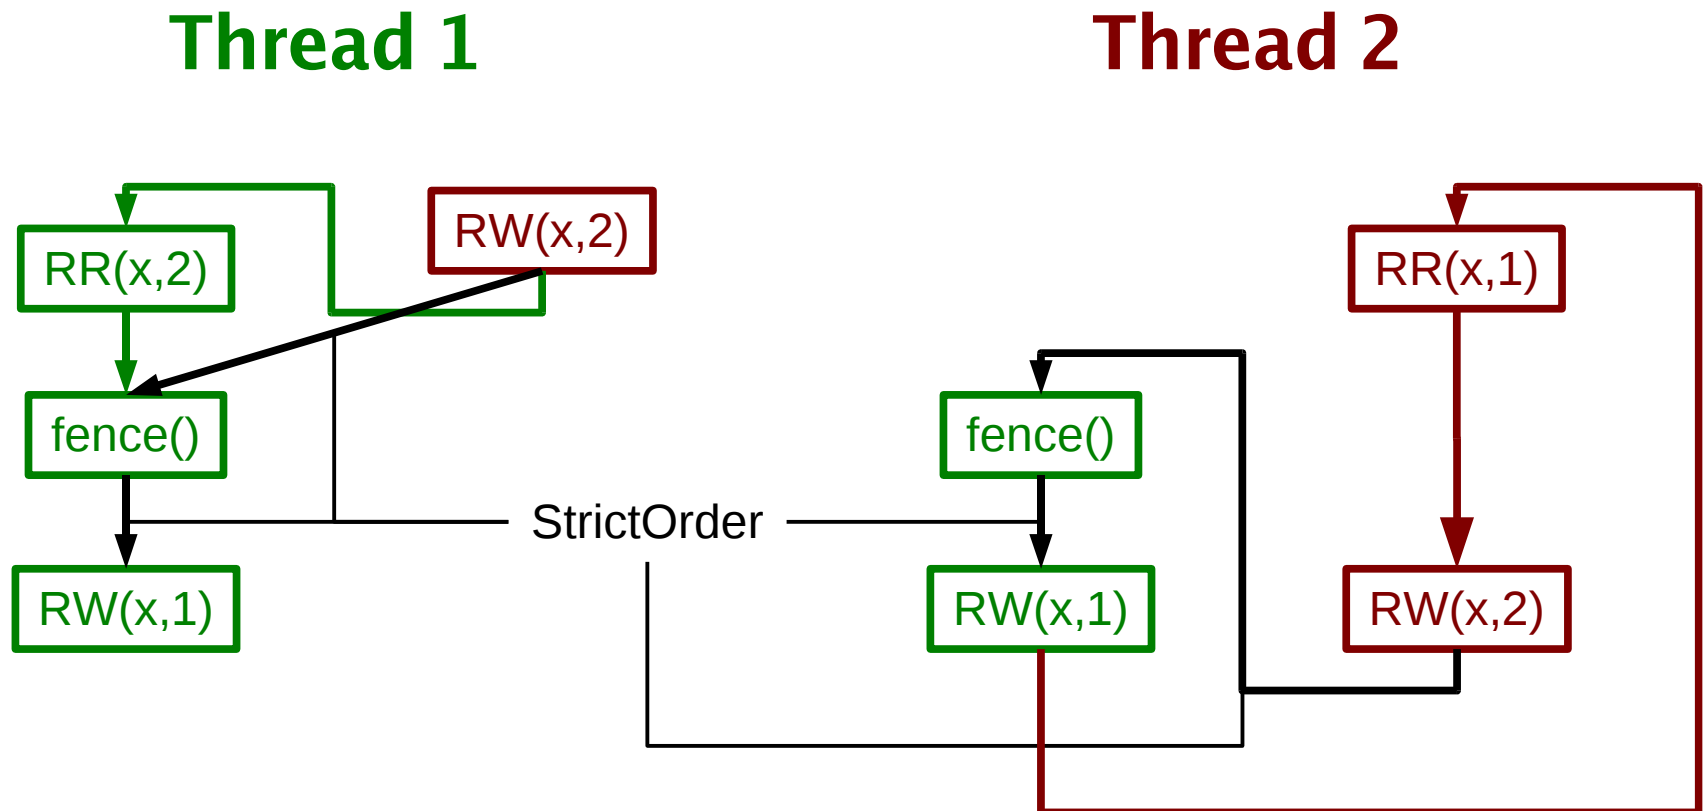 Thread 1
Thread 2
RW(x,2)
RR(x,2)
RR(x,1)
fence()
fence()
StrictOrder
RW(x,1)
RW(x,1)
RW(x,2)